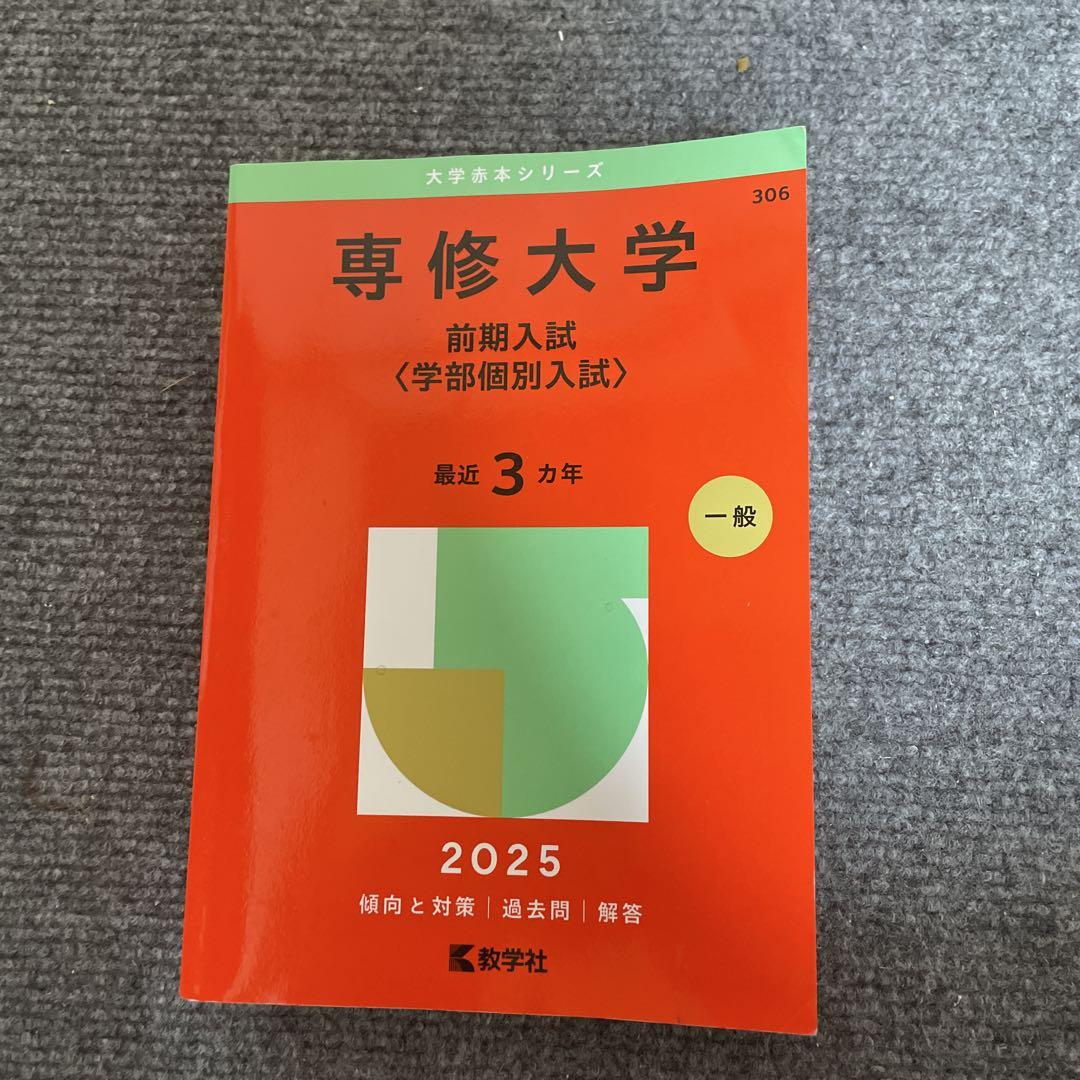 大学赤本シリーズ
306
専修大学
前期入試
〈学部個別入試〉
最近3カ年
一般
2025
傾向と対策｜過去問｜解答
教学社